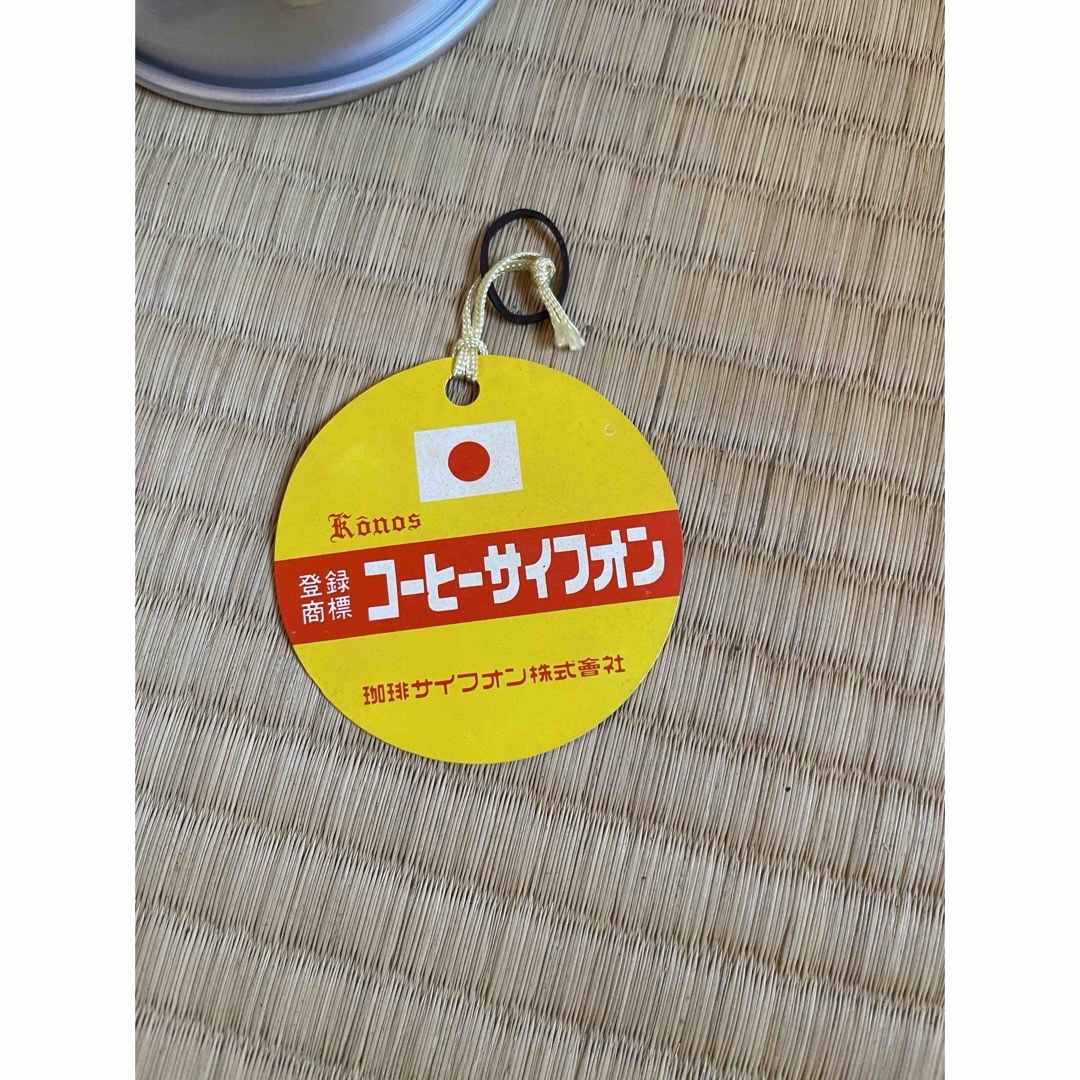 Kônos
登録
商標
コーヒーサイフオン
珈琲サイフオン株式會社